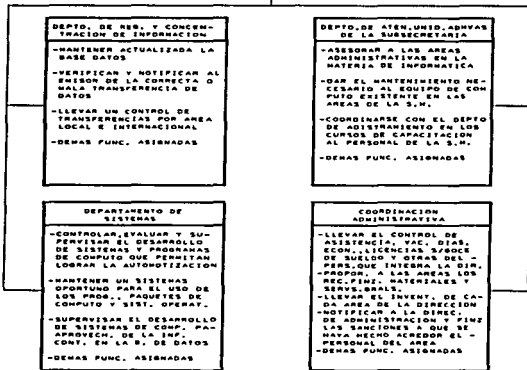 DEPTO. DE REG. Y CONCEN-
TRACION DE INFORMACION
-MANTENER ACTUALIZADA LA
BASE DATOS
-VERIFICAR Y NOTIFICAR AL
EMISOR DE LA CORRECTA O
MALA TRANSFERENCIA DE
DATOS
-LLEVAR UN CONTROL DE
TRANSFERENCIAS POR AREA
LOCAL E INTERNACIONAL
-DEMAS FUNC. ASIGNADAS
DEPTO.DE ATEN.UNID.ADMVAS
DE LA SUBSECRETARIA
-ASESORAR A LAS AREAS
ADMINISTRATIVAS EN LA
MATERIA DE INFORMATICA
-DAR EL MANTENIMIENTO NE-
CESARIO AL EQUIPO DE COM
PUTO EXISTENTE EN LAS
AREAS DE LA S.H.
-COORDINARSE CON EL DEPTO
DE ADISTRAMIENTO EN LOS
CURSOS DE CAPACITACION
AL PERSONAL DE LA S.H.
-DEMAS FUNC. ASIGNADAS
DEPARTAMENTO DE
SISTEMAS
-CONTROLAR,EVALUAR Y SU-
PERVISAR EL DESARROLLO
DE SISTEMAS Y PROGRAMAS
DE COMPUTO QUE PERMITAN
LOGRAR LA AUTOMOTIZACION
-MANTENER UN SISTEMAS
OPORTUNO PARA EL USO DE
LOS PROG., PAQUETES DE
COMPUTO Y SIST. OPERAT.
-SUPERVISAR EL DESARROLLO
DE SISTEMAS DE COMP. PA-
APROVECH. DE LA INF.
CONT. EN LA B. DE DATOS
-DEMAS FUNC. ASIGNADAS
COORDINACION
ADMINISTRATIVA
-LLEVAR EL CONTROL DE
ASISTENCIA, VAC. DIAS,
ECON.,LICENCIAS S/GOCE
DE SUELDO Y OTRAS DEL -
PERS.QUE INTEGRA LA DIR.
-PROPOR. A LAS AREAS LOS
REC.FINZ. MATERIALES Y
SERVS.GRALS.
-LLEVAR EL INVENT. DE CA-
DA AREA DE LA DIRECCION
-NOTIFICAR A LA DIREC.
DE ADMINISTRACION Y FINZ
LAS SANCIONES A QUE SE
HAYA HECHO ACREDOR EL -
PERSONAL DEL AREA
-DEMAS FUNC. ASIGNADAS